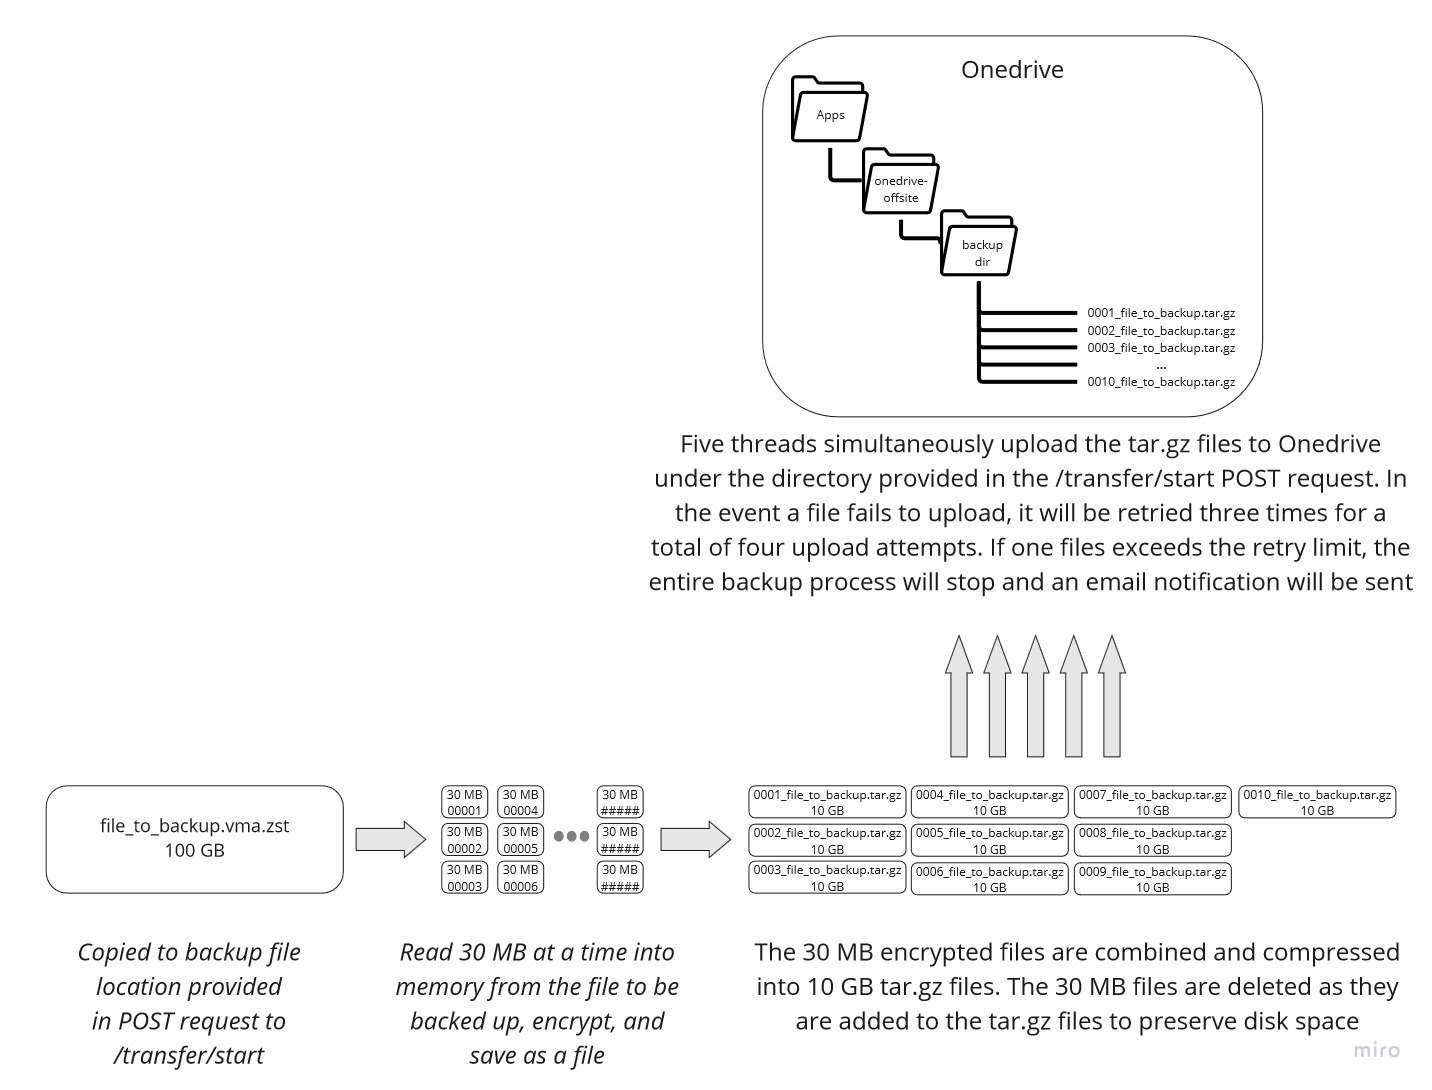 Onedrive
Apps
onedrive-
offsite
backup
dir
0001_file_to_backup.tar.gz
0002_file_to_backup.tar.gz
0003_file_to_backup.tar.gz
...
0010_file_to_backup.tar.gz
Five threads simultaneously upload the tar.gz files to Onedrive
under the directory provided in the /transfer/start POST request. In
the event a file fails to upload, it will be retried three times for a
total of four upload attempts. If one files exceeds the retry limit, the
entire backup process will stop and an email notification will be sent
file_to_backup.vma.zst
100 GB
30 MB
00001
30 MB
00002
30 MB
00003
30 MB
00004
30 MB
00005
30 MB
00006
30 MB
#####
30 MB
#####
30 MB
#####
0001_file_to_backup.tar.gz
10 GB
0002_file_to_backup.tar.gz
10 GB
0003_file_to_backup.tar.gz
10 GB
0004_file_to_backup.tar.gz
10 GB
0005_file_to_backup.tar.gz
10 GB
0006_file_to_backup.tar.gz
10 GB
0007_file_to_backup.tar.gz
10 GB
0008_file_to_backup.tar.gz
10 GB
0009_file_to_backup.tar.gz
10 GB
0010_file_to_backup.tar.gz
10 GB
Copied to backup file
location provided
in POST request to
/transfer/start
Read 30 MB at a time into
memory from the file to be
backed up, encrypt, and
save as a file
The 30 MB encrypted files are combined and compressed
into 10 GB tar.gz files. The 30 MB files are deleted as they
are added to the tar.gz files to preserve disk space
miro